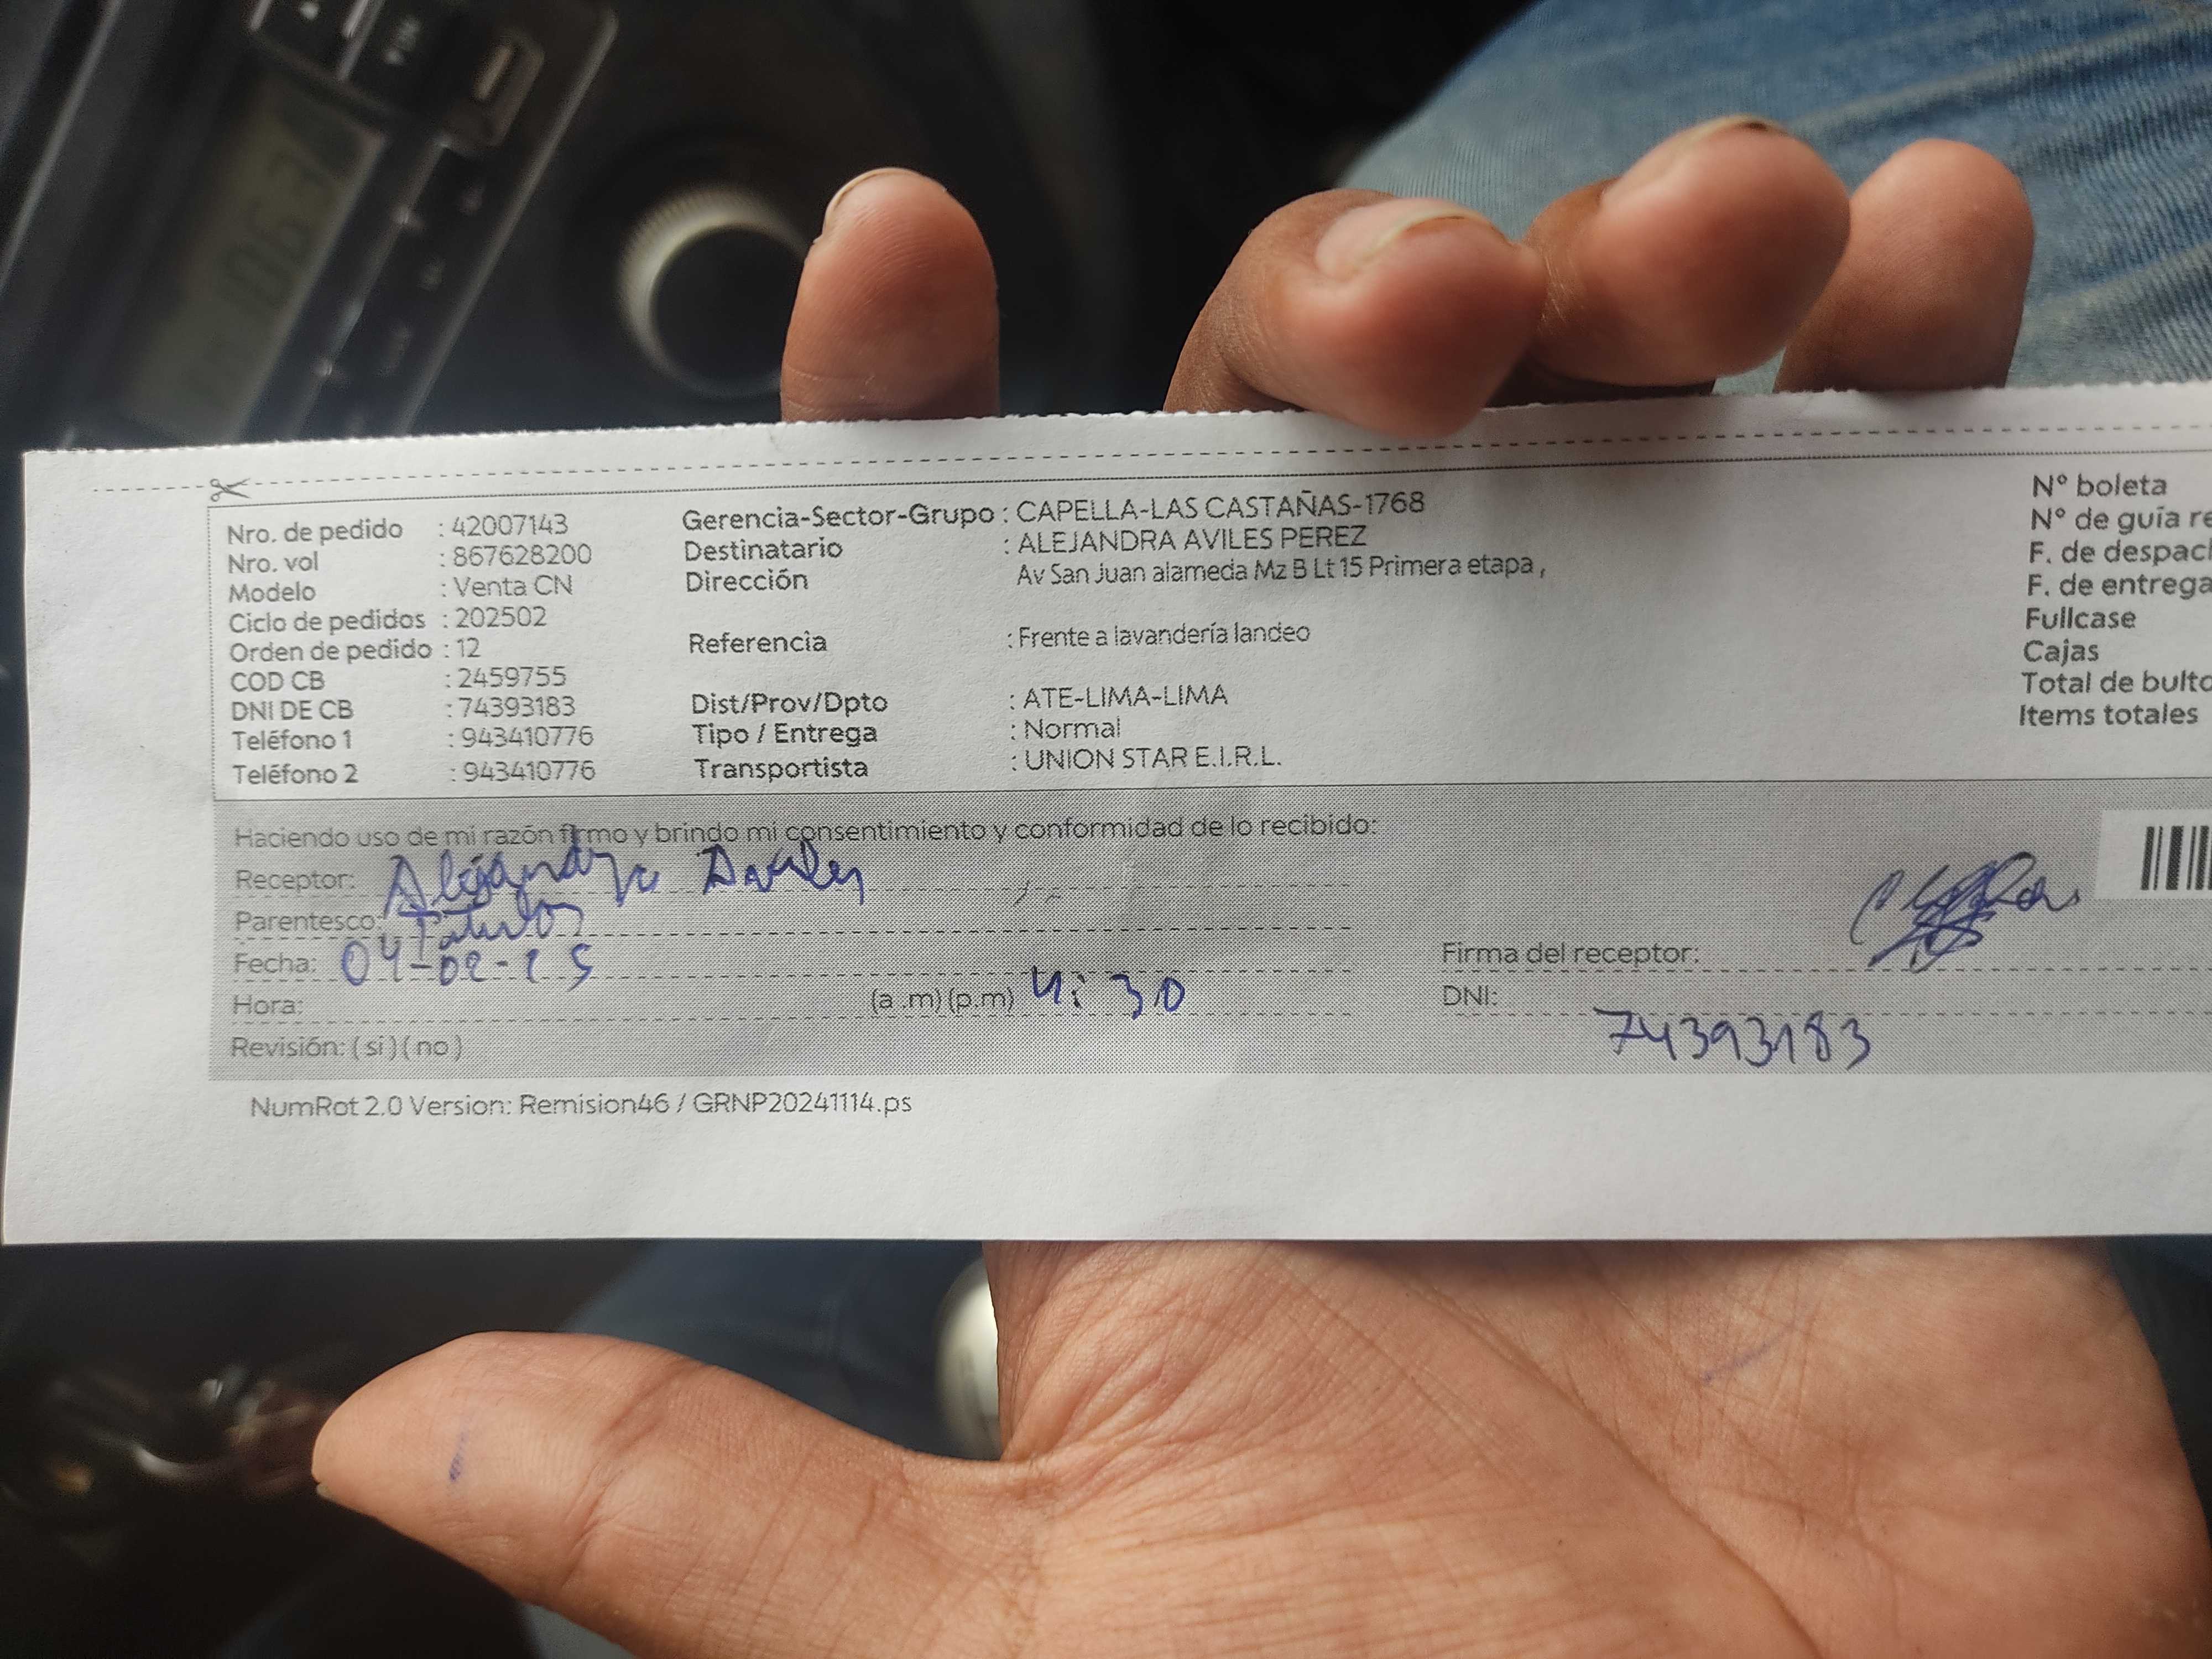 Nro. de pedido : 42007143
Nro. vol : 867628200
Modelo : Venta CN
Ciclo de pedidos : 202502
Orden de pedido : 12
COD CB : 2459755
DNI DE CB : 74393183
Teléfono 1 : 943410776
Teléfono 2 : 943410776
Gerencia-Sector-Grupo : CAPELLA-LAS CASTAÑAS-1768
Destinatario : ALEJANDRA AVILES PEREZ
Dirección Av San Juan alameda Mz B Lt 15 Primera etapa ,
Referencia : Frente a lavandería landeo
Dist/Prov/Dpto : ATE-LIMA-LIMA
Tipo / Entrega : Normal
Transportista : UNION STAR E.I.R.L.
N° boleta
N° de guía re
F. de despach
F. de entrega
Fullcase
Cajas
Total de bulto
Items totales
Haciendo uso de mi razón firmo y brindo mi consentimiento y conformidad de lo recibido:
Receptor: Alejandra Aviles
Parentesco:
Fecha: 04-02-25
Hora: (a .m) (p.m) 4:30
Revisión: ( si ) ( no )
Firma del receptor:
DNI: 74393183
NumRot 2.0 Version: Remision46 / GRNP20241114.ps